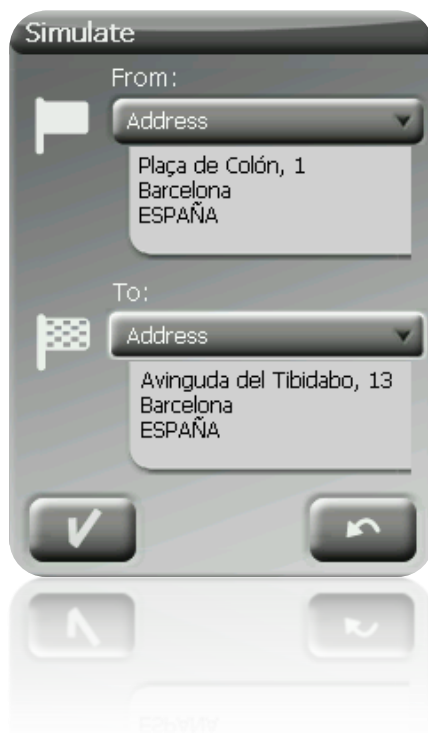 Simulate
From:
Address
Plaça de Colón, 1
Barcelona
ESPAÑA
To:
Address
Avinguda del Tibidabo, 13
Barcelona
ESPAÑA